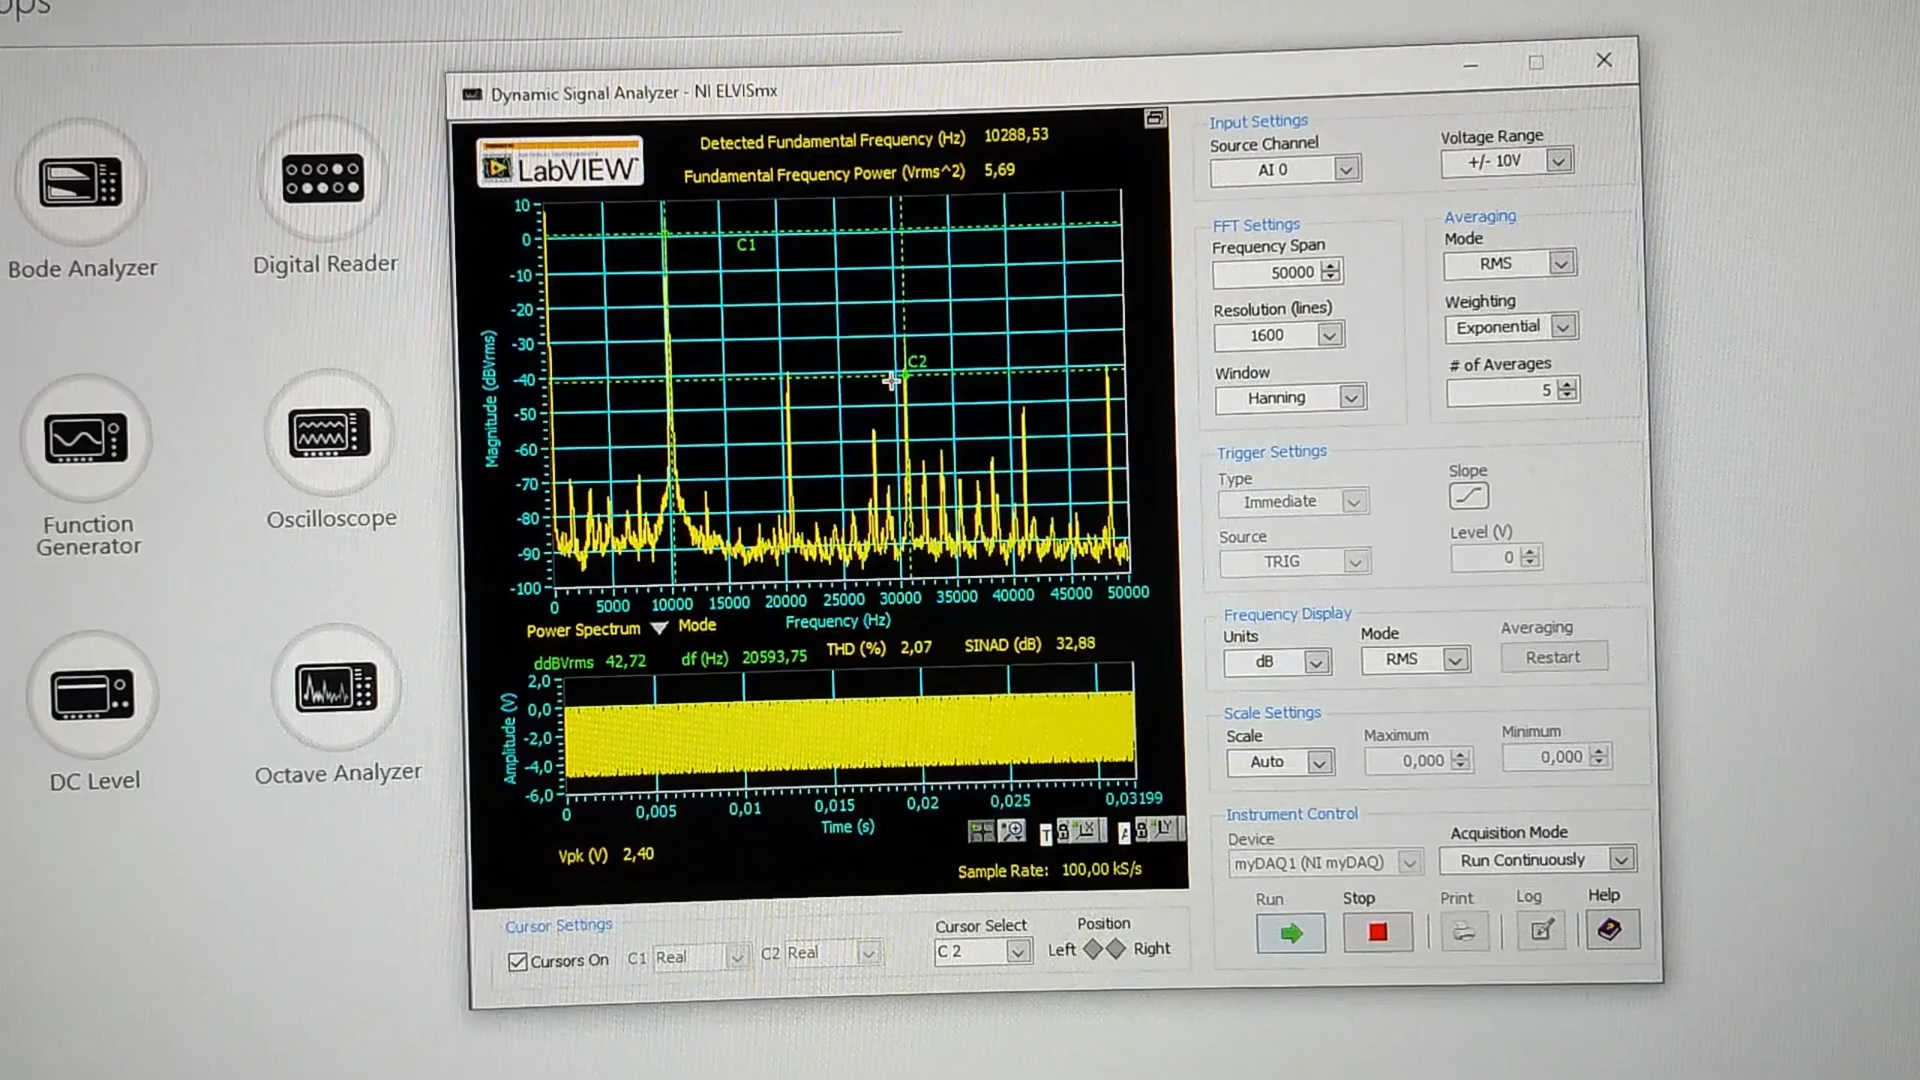 Bode Analyzer
Digital Reader
Function
Generator
Oscilloscope
DC Level
Octave Analyzer
Dynamic Signal Analyzer - NI ELVISmx
LabVIEW
Detected Fundamental Frequency (Hz) 10288,53
Fundamental Frequency Power (Vrms^2) 5,69
Magnitude (dBVrms)
10
0
-10
-20
-30
-40
-50
-60
-70
-80
-90
-100
C1
C2
0 5000 10000 15000 20000 25000 30000 35000 40000 45000 50000
Frequency (Hz)
Power Spectrum Mode
ddBVrms 42,72 df (Hz) 20593,75 THD (%) 2,07 SINAD (dB) 32,88
Amplitude (V)
2,0
0,0
-2,0
-4,0
-6,0
0 0,005 0,01 0,015 0,02 0,025 0,03199
Time (s)
Vpk (V) 2,40
Sample Rate: 100,00 kS/s
Cursor Settings
Cursors On C1 Real C2 Real
Cursor Select
C 2
Position
Left Right
Input Settings
Source Channel
AI 0
Voltage Range
+/- 10V
FFT Settings
Frequency Span
50000
Resolution (lines)
1600
Window
Hanning
Averaging
Mode
RMS
Weighting
Exponential
# of Averages
5
Trigger Settings
Type
Immediate
Slope
Source
TRIG
Level (V)
0
Frequency Display
Units
dB
Mode
RMS
Averaging
Restart
Scale Settings
Scale
Auto
Maximum
0,000
Minimum
0,000
Instrument Control
Device
myDAQ1 (NI myDAQ)
Acquisition Mode
Run Continuously
Run Stop Print Log Help